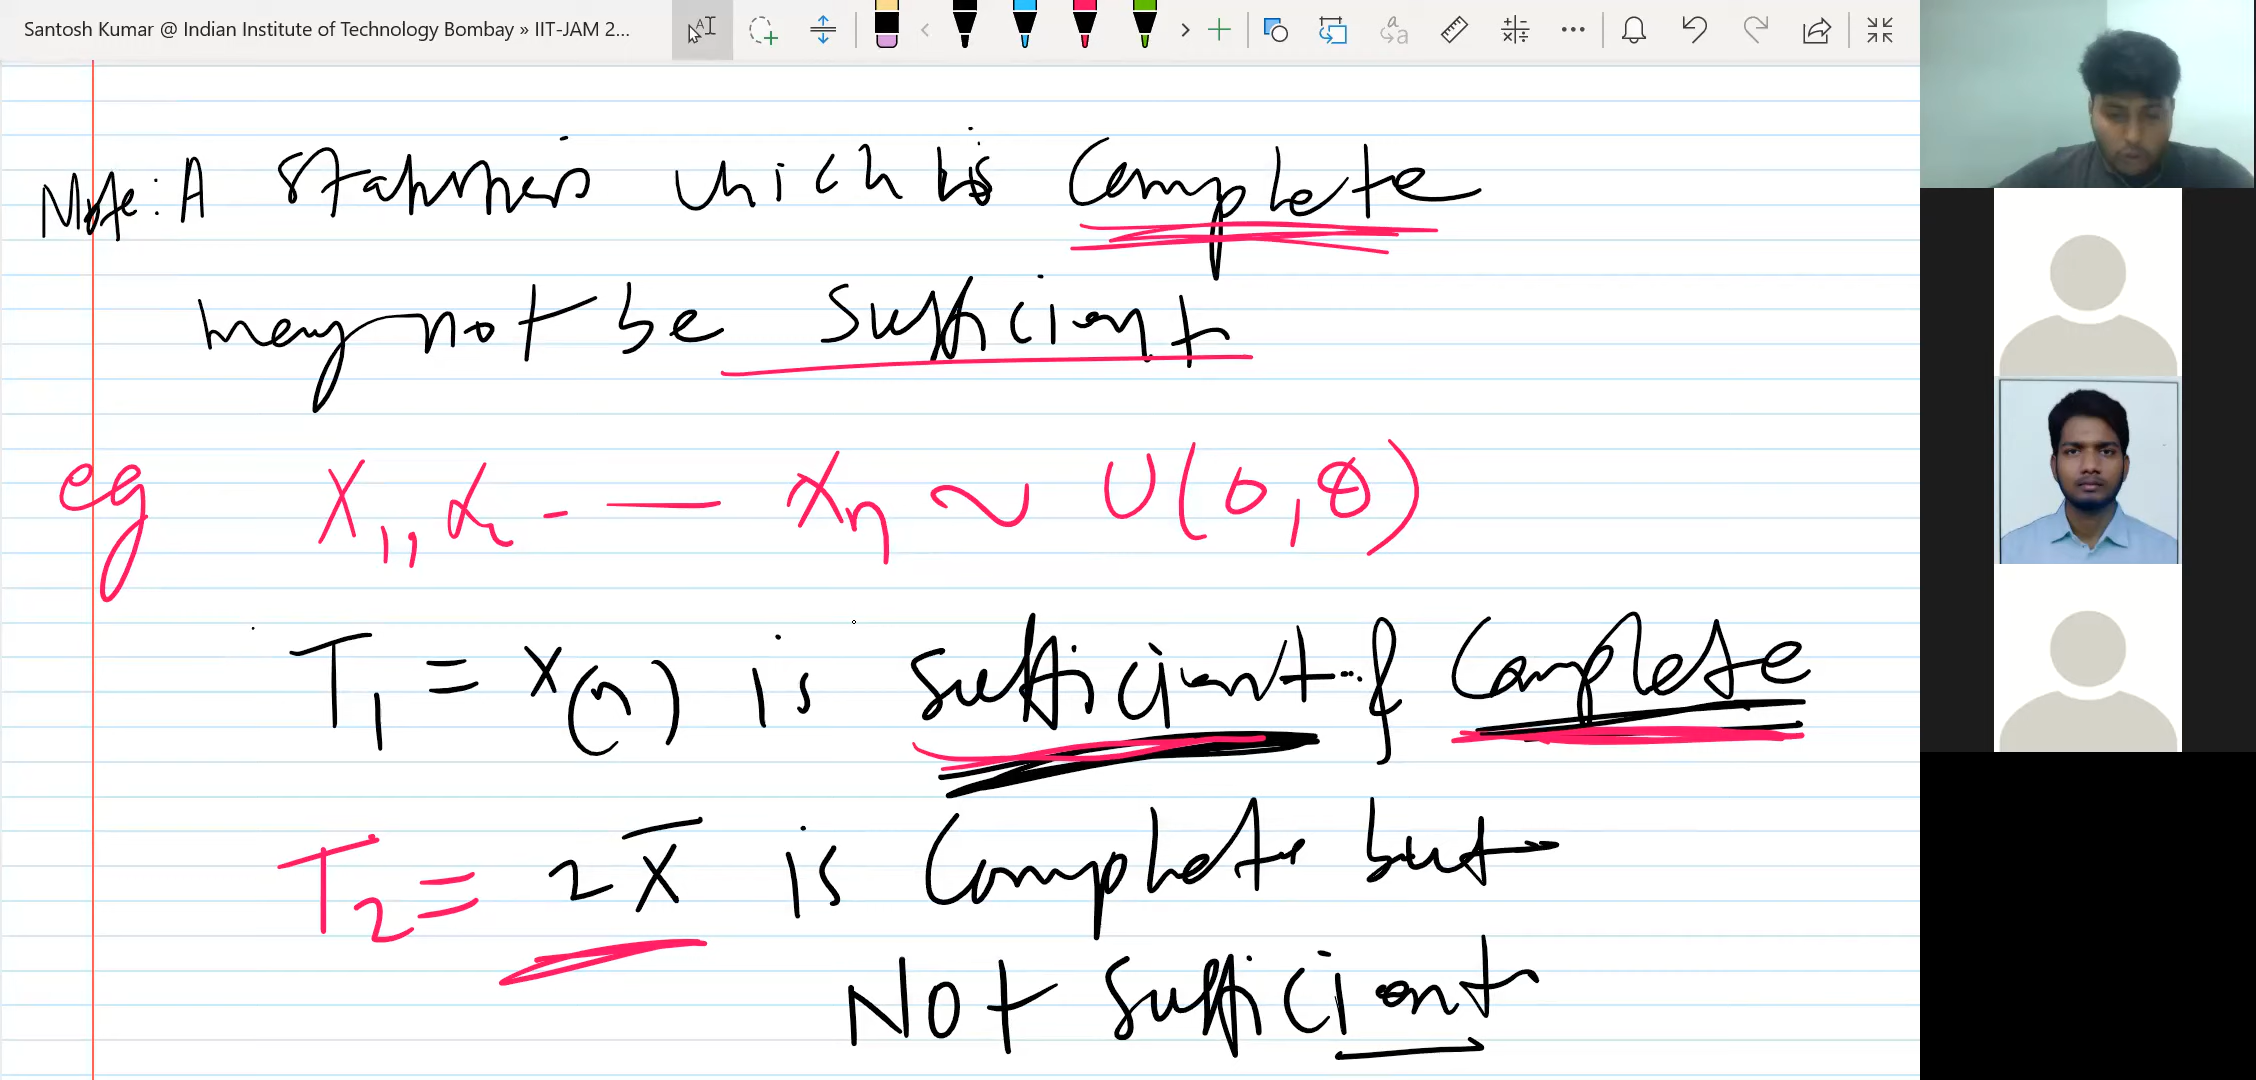 Santosh Kumar @ Indian Institute of Technology Bombay » IIT-JAM 2...
Note: A statistics which is Complete
may not be sufficient
eg X₁, X₂ - — Xₙ ~ U(0,θ)
T₁ = X(n) is sufficient & Complete
T₂ = 2X̅ is Complete but
Not sufficient